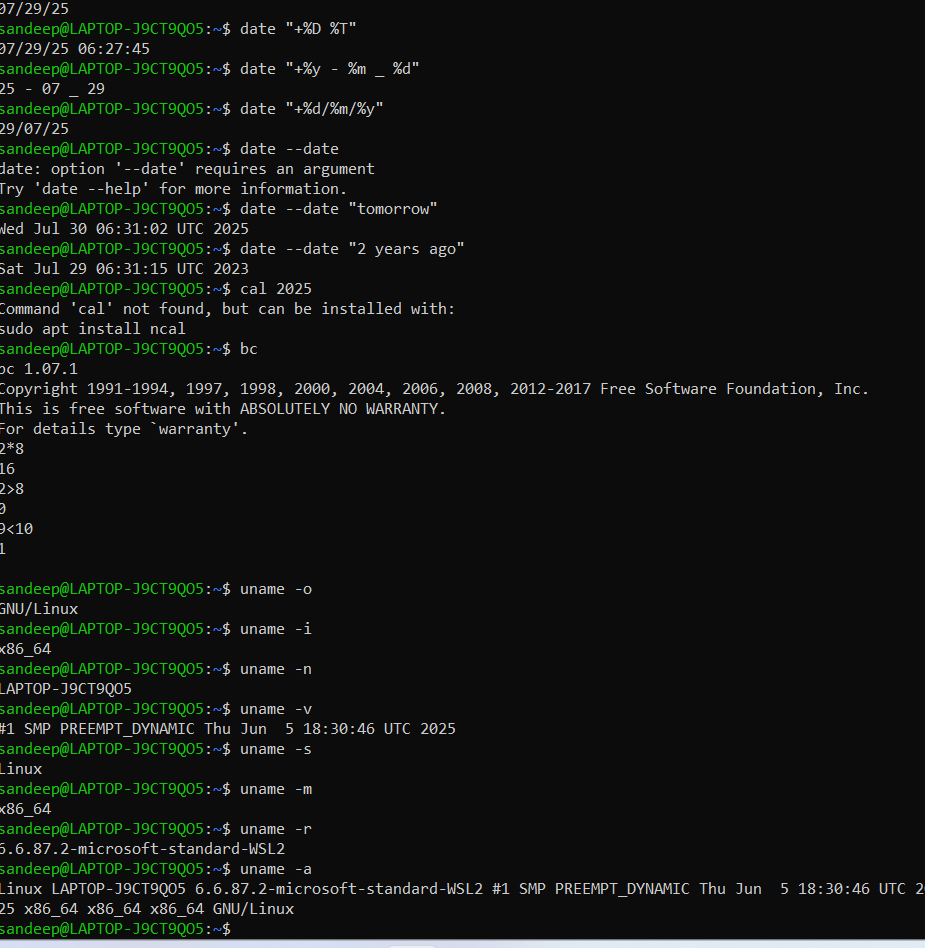 07/29/25
sandeep@LAPTOP-J9CT9QO5:~$ date "+%D %T"
07/29/25 06:27:45
sandeep@LAPTOP-J9CT9QO5:~$ date "+%y - %m _ %d"
25 - 07 _ 29
sandeep@LAPTOP-J9CT9QO5:~$ date "+%d/%m/%y"
29/07/25
sandeep@LAPTOP-J9CT9QO5:~$ date --date
date: option '--date' requires an argument
Try 'date --help' for more information.
sandeep@LAPTOP-J9CT9QO5:~$ date --date "tomorrow"
Wed Jul 30 06:31:02 UTC 2025
sandeep@LAPTOP-J9CT9QO5:~$ date --date "2 years ago"
Sat Jul 29 06:31:15 UTC 2023
sandeep@LAPTOP-J9CT9QO5:~$ cal 2025
Command 'cal' not found, but can be installed with:
sudo apt install ncal
sandeep@LAPTOP-J9CT9QO5:~$ bc
bc 1.07.1
Copyright 1991-1994, 1997, 1998, 2000, 2004, 2006, 2008, 2012-2017 Free Software Foundation, Inc.
This is free software with ABSOLUTELY NO WARRANTY.
For details type `warranty'.
2*8
16
2>8
0
9<10
1
sandeep@LAPTOP-J9CT9QO5:~$ uname -o
GNU/Linux
sandeep@LAPTOP-J9CT9QO5:~$ uname -i
x86_64
sandeep@LAPTOP-J9CT9QO5:~$ uname -n
LAPTOP-J9CT9QO5
sandeep@LAPTOP-J9CT9QO5:~$ uname -v
#1 SMP PREEMPT_DYNAMIC Thu Jun  5 18:30:46 UTC 2025
sandeep@LAPTOP-J9CT9QO5:~$ uname -s
Linux
sandeep@LAPTOP-J9CT9QO5:~$ uname -m
x86_64
sandeep@LAPTOP-J9CT9QO5:~$ uname -r
6.6.87.2-microsoft-standard-WSL2
sandeep@LAPTOP-J9CT9QO5:~$ uname -a
Linux LAPTOP-J9CT9QO5 6.6.87.2-microsoft-standard-WSL2 #1 SMP PREEMPT_DYNAMIC Thu Jun  5 18:30:46 UTC 20
25 x86_64 x86_64 x86_64 GNU/Linux
sandeep@LAPTOP-J9CT9QO5:~$